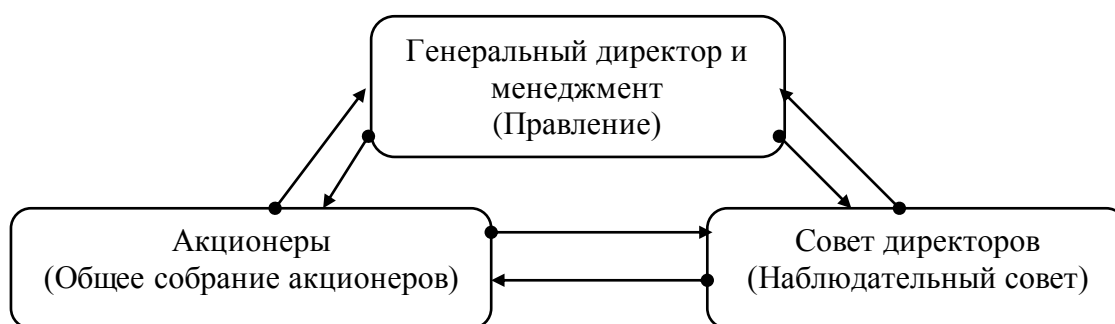 Генеральный директор и
менеджмент
(Правление)
Акционеры
(Общее собрание акционеров)
Совет директоров
(Наблюдательный совет)